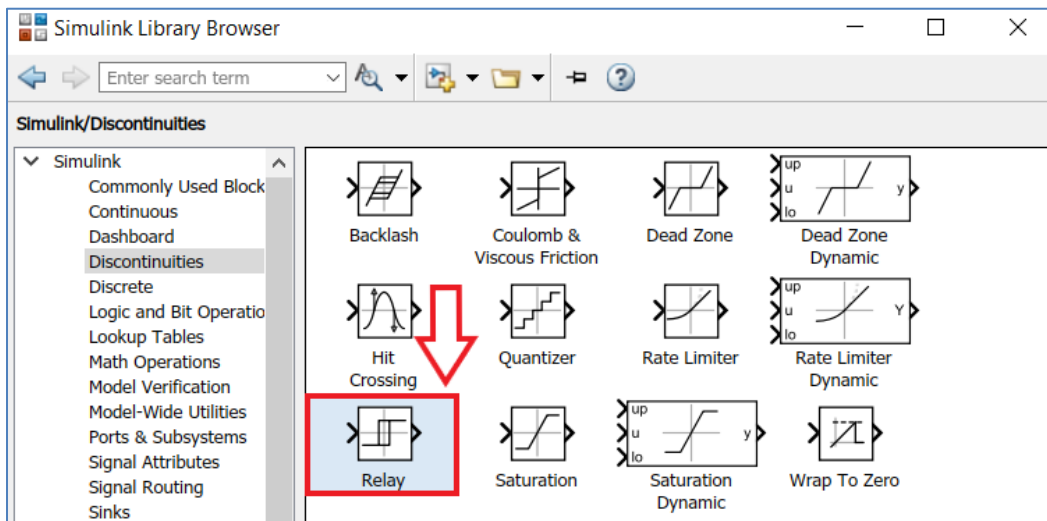 Simulink Library Browser
Enter search term
Simulink/Discontinuities
Simulink
Commonly Used Block
Continuous
Dashboard
Discontinuities
Discrete
Logic and Bit Operatio
Lookup Tables
Math Operations
Model Verification
Model-Wide Utilities
Ports & Subsystems
Signal Attributes
Signal Routing
Sinks
Backlash
Coulomb &
Viscous Friction
Dead Zone
up
u
lo
y
Dead Zone
Dynamic
Hit
Crossing
Quantizer
Rate Limiter
up
u
lo
Y
Rate Limiter
Dynamic
Relay
Saturation
up
u
lo
y
Saturation
Dynamic
Wrap To Zero